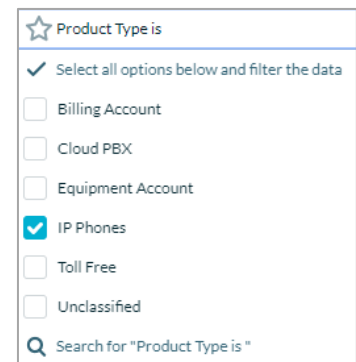 Product Type is
Select all options below and filter the data
Billing Account
Cloud PBX
Equipment Account
IP Phones
Toll Free
Unclassified
Search for "Product Type is "